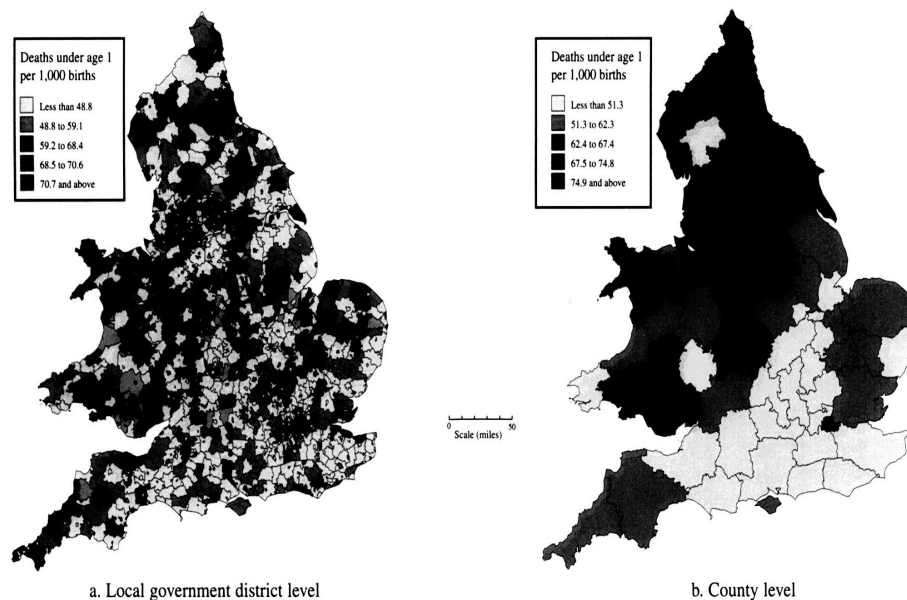 Deaths under age 1
per 1,000 births
Less than 48.8
48.8 to 59.1
59.2 to 68.4
68.5 to 70.6
70.7 and above
Deaths under age 1
per 1,000 births
Less than 51.3
51.3 to 62.3
62.4 to 67.4
67.5 to 74.8
74.9 and above
0 50
Scale (miles)
a. Local government district level
b. County level